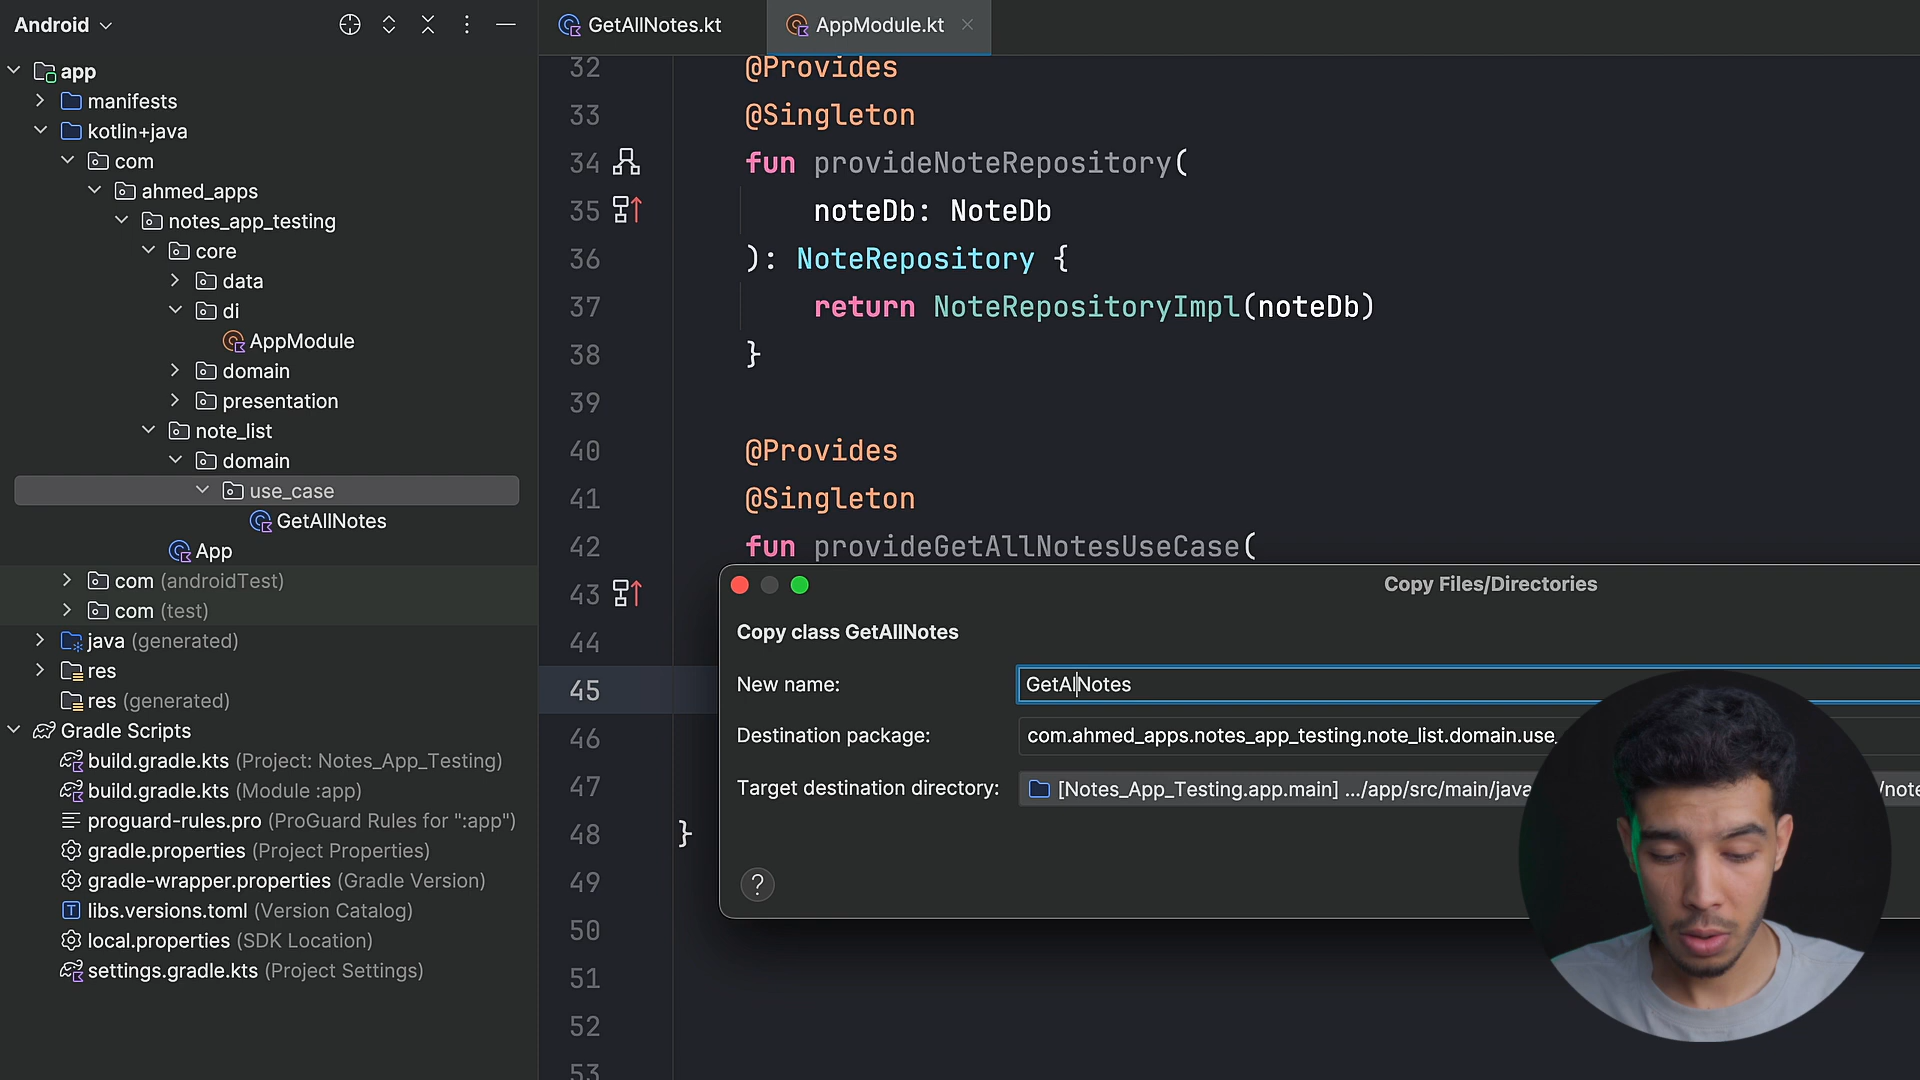 Android
GetAllNotes.kt
AppModule.kt
app
manifests
kotlin+java
com
ahmed_apps
notes_app_testing
core
data
di
AppModule
domain
presentation
note_list
domain
use_case
GetAllNotes
App
com (androidTest)
com (test)
java (generated)
res
res (generated)
Gradle Scripts
build.gradle.kts (Project: Notes_App_Testing)
build.gradle.kts (Module :app)
proguard-rules.pro (ProGuard Rules for ":app")
gradle.properties (Project Properties)
gradle-wrapper.properties (Gradle Version)
libs.versions.toml (Version Catalog)
local.properties (SDK Location)
settings.gradle.kts (Project Settings)
32 @Provides
33 @Singleton
34 fun provideNoteRepository(
35 noteDb: NoteDb
36 ): NoteRepository {
37 return NoteRepositoryImpl(noteDb)
38 }
39
40 @Provides
41 @Singleton
42 fun provideGetAllNotesUseCase(
43
44
45
46
47
48 }
49
50
51
52
53
Copy Files/Directories
Copy class GetAllNotes
New name: GetAlNotes
Destination package: com.ahmed_apps.notes_app_testing.note_list.domain.use_
Target destination directory: [Notes_App_Testing.app.main] .../app/src/main/java /note
?